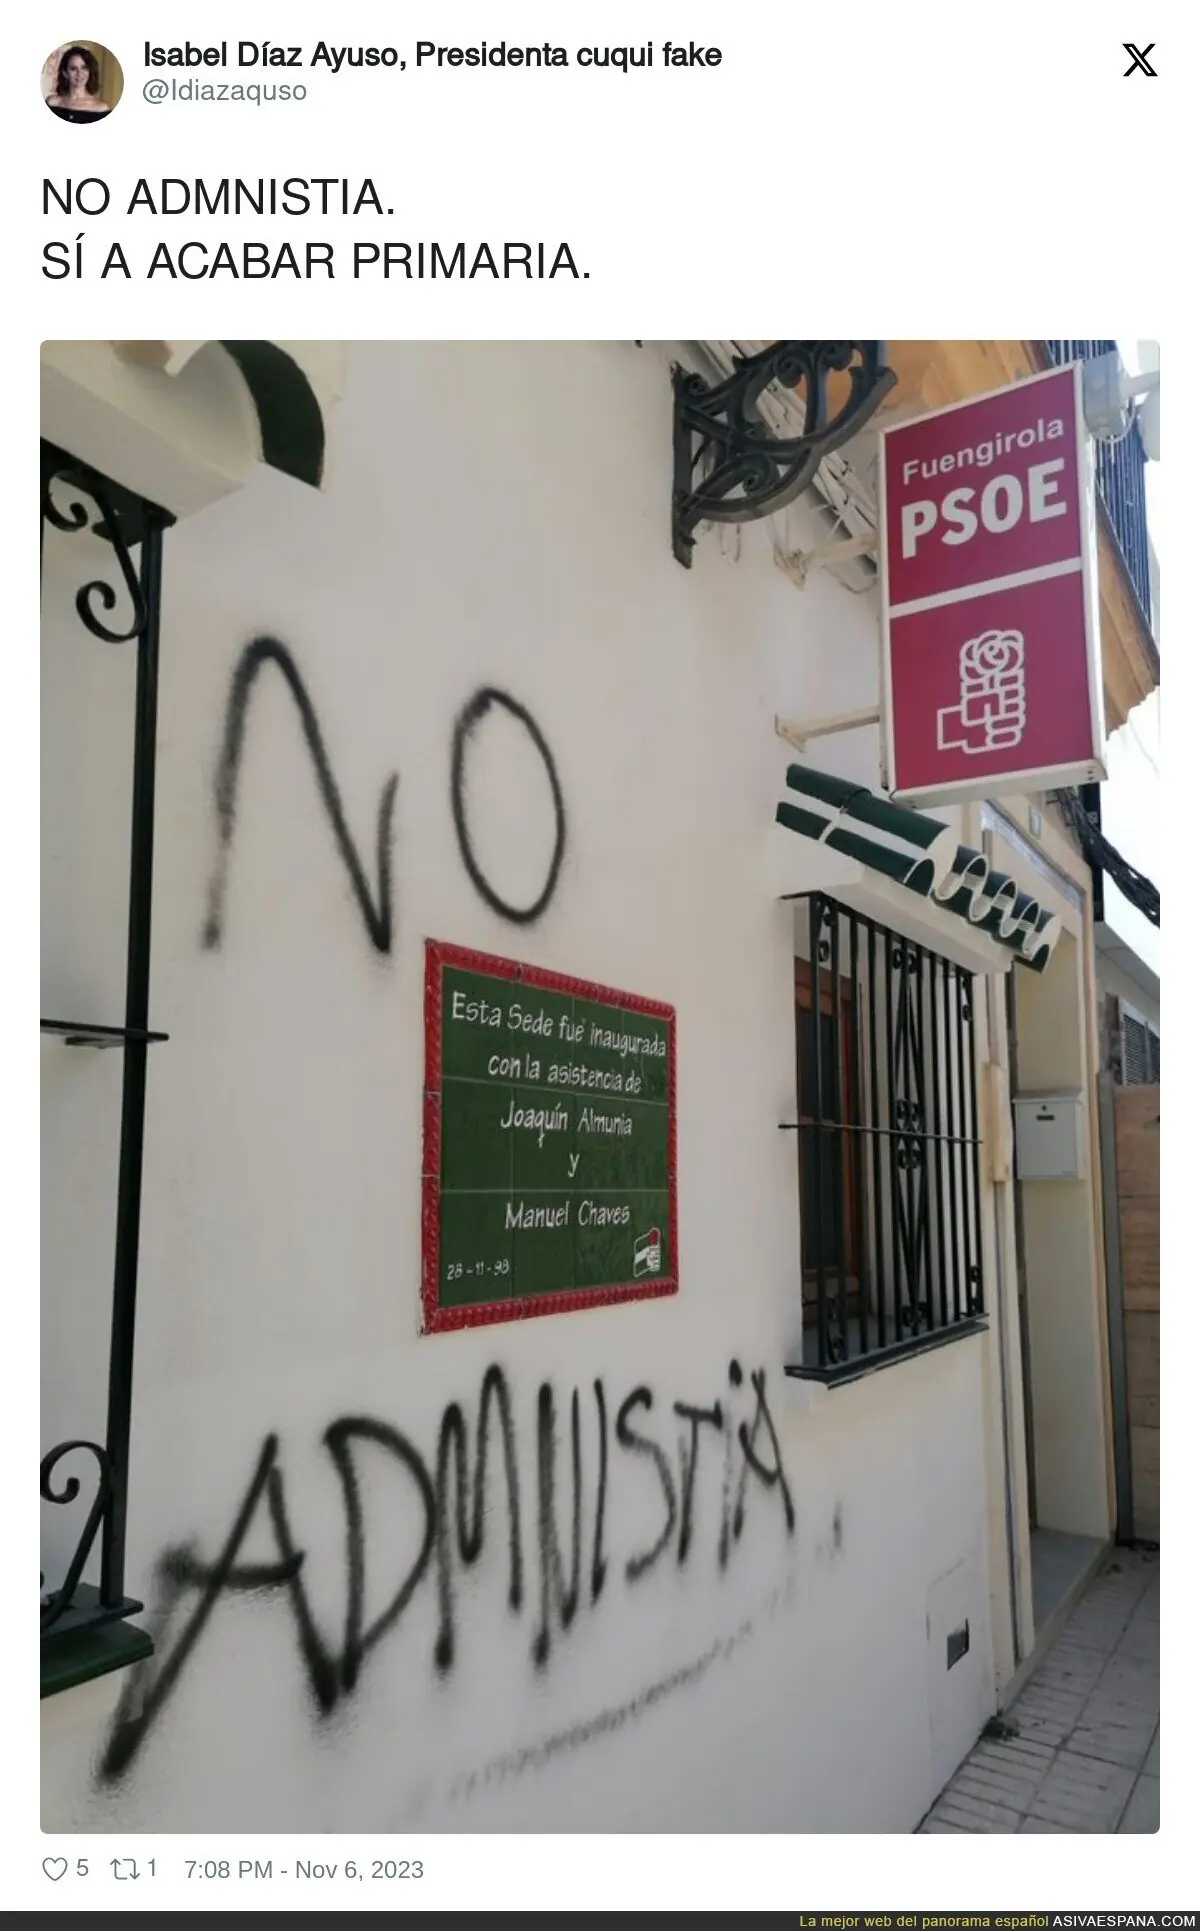 Isabel Díaz Ayuso, Presidenta cuqui fake
@Idiazaquso
NO ADMNISTIA.
SÍ A ACABAR PRIMARIA.
Fuengirola
PSOE
NO
Esta Sede fue inaugurada
con la asistencia de
Joaquín Almunia
y
Manuel Chaves
28-11-98
ADMNISTIA
5 1 7:08 PM - Nov 6, 2023
La mejor web del panorama español ASIVAESPANA.COM